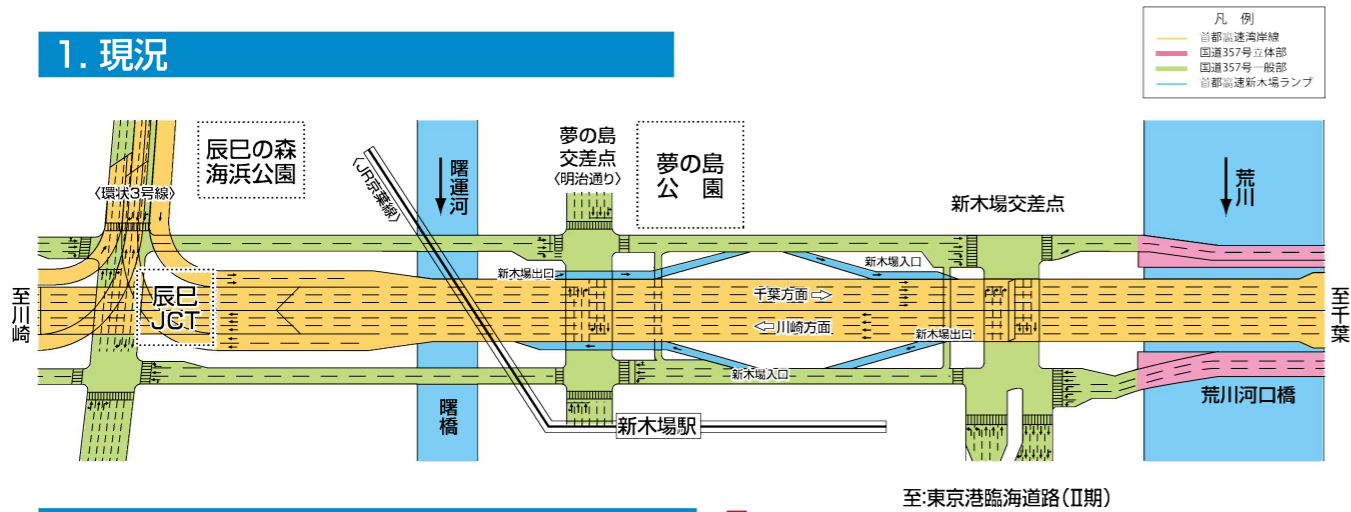 1. 現況
凡 例
首都高速湾岸線
国道357号立体部
国道357号一般部
首都高速新木場ランプ
辰巳の森
海浜公園
〈環状3号線〉
〈JR京葉線〉
曙運河
夢の島
交差点
〈明治通り〉
夢の島
公 園
新木場交差点
荒川
新木場出口
新木場入口
至川崎
辰巳
JCT
千葉方面
川崎方面
至千葉
新木場出口
新木場入口
曙橋
新木場駅
荒川河口橋
至:東京港臨海道路(Ⅱ期)